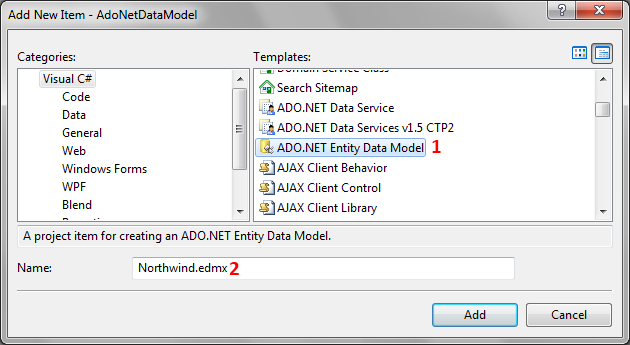 Add New Item - AdoNetDataModel
Categories:
Templates:
Visual C#
Code
Data
General
Web
Windows Forms
WPF
Blend
Domain Service Class
Search Sitemap
ADO.NET Data Service
ADO.NET Data Services v1.5 CTP2
ADO.NET Entity Data Model 1
AJAX Client Behavior
AJAX Client Control
AJAX Client Library
A project item for creating an ADO.NET Entity Data Model.
Name: Northwind.edmx 2
Add Cancel